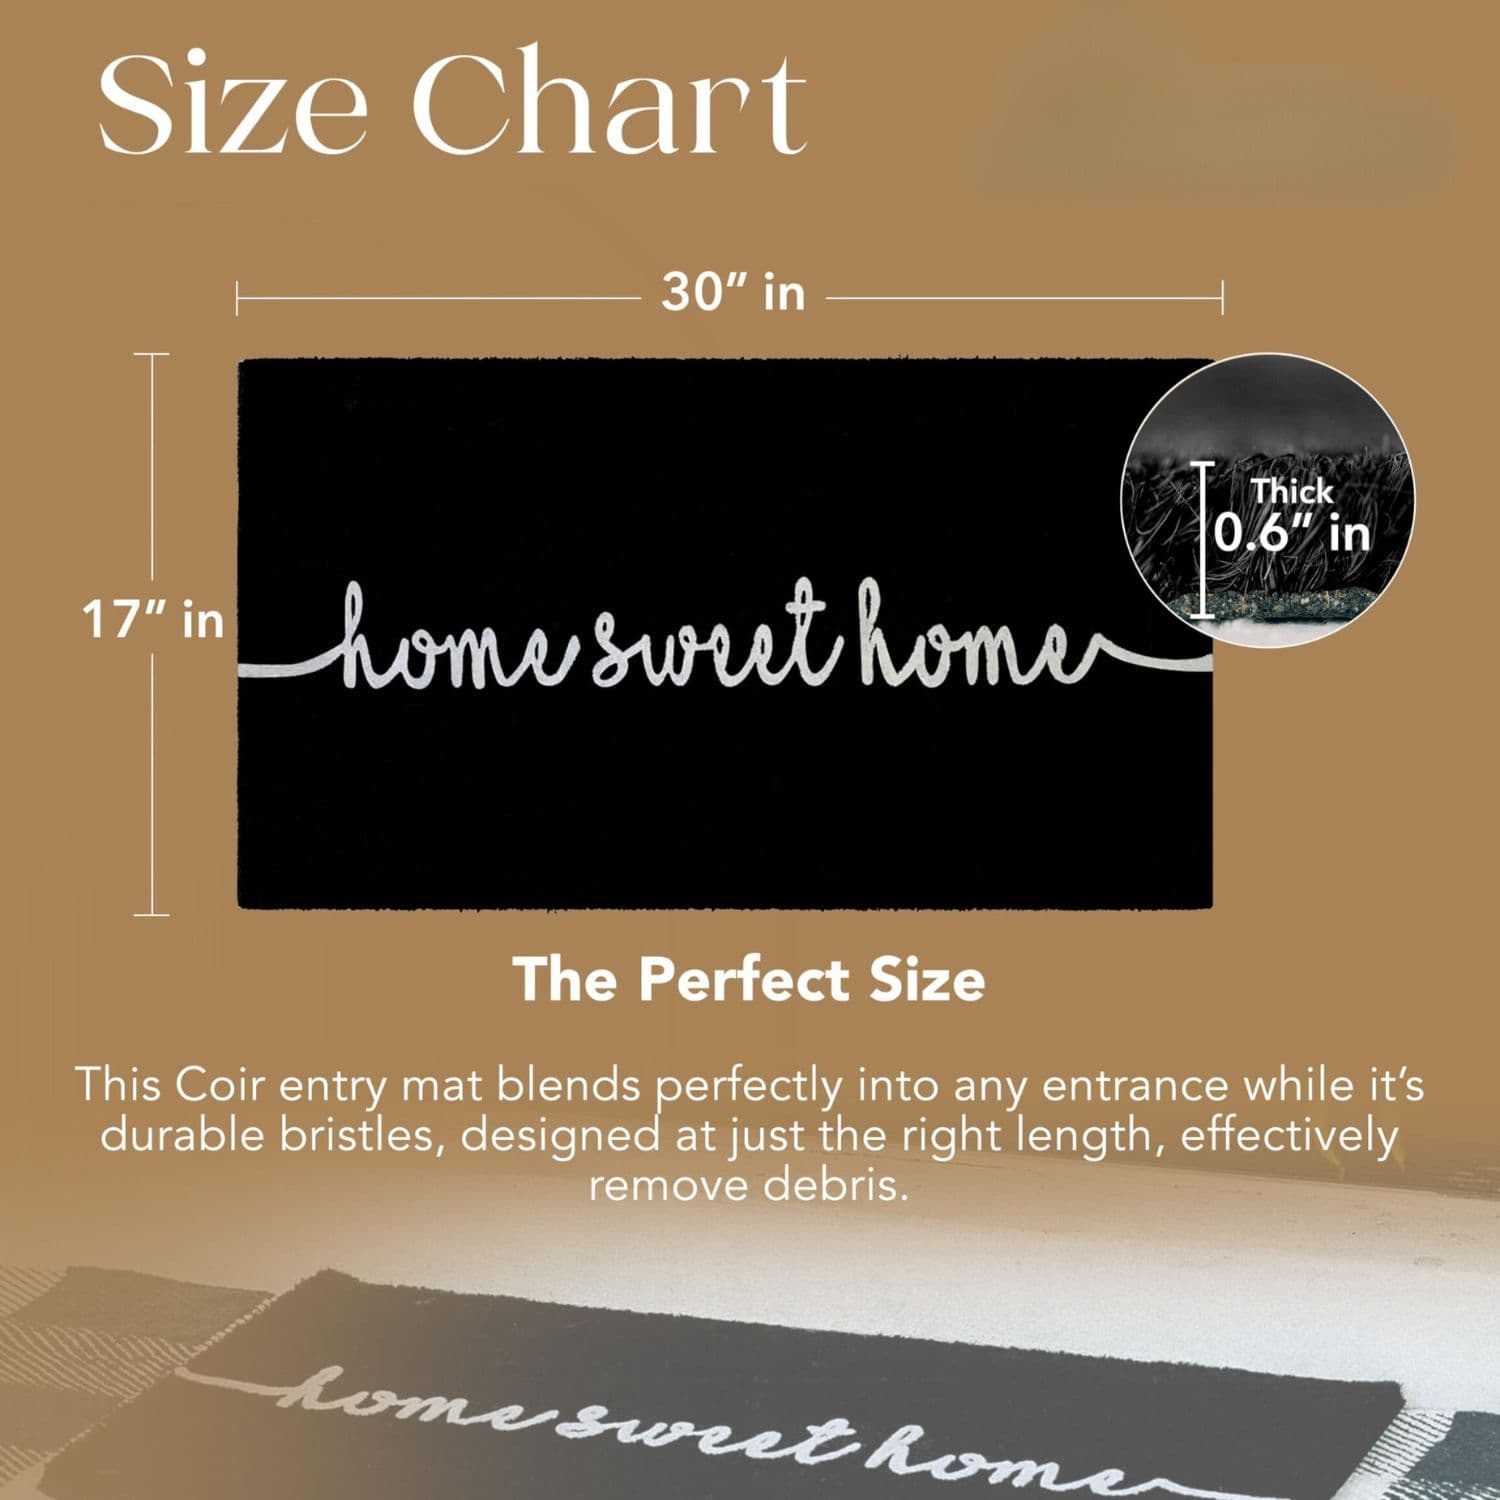 Size Chart
30” in
17” in
Thick
0.6” in
home sweet home
The Perfect Size
This Coir entry mat blends perfectly into any entrance while it’s
durable bristles, designed at just the right length, effectively
remove debris.
home sweet home